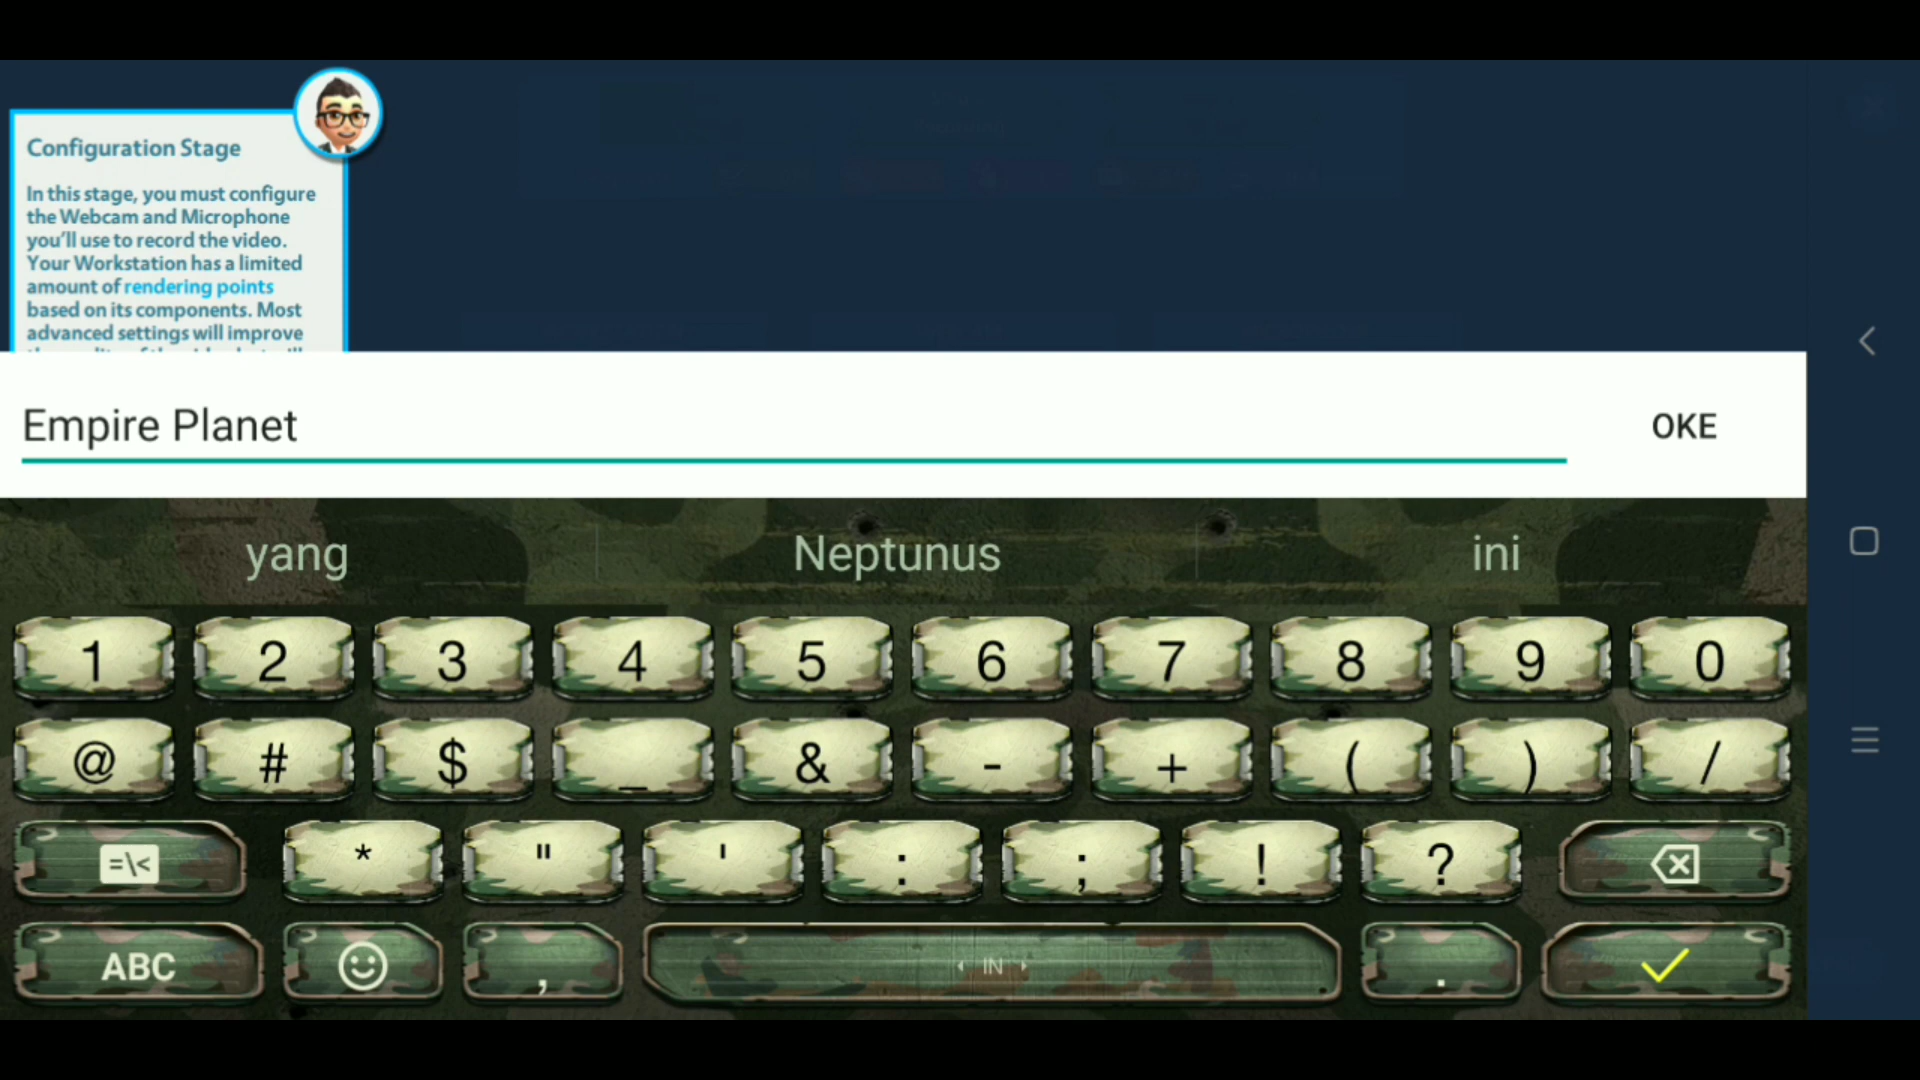 Configuration Stage
In this stage, you must configure
the Webcam and Microphone
you'll use to record the video.
Your Workstation has a limited
amount of rendering points
based on its components. Most
advanced settings will improve
Empire Planet
OKE
yang Neptunus ini
1 2 3 4 5 6 7 8 9 0
@ # $ _ & - + ( ) /
=\< * " ' : ; ! ?
ABC , IN .